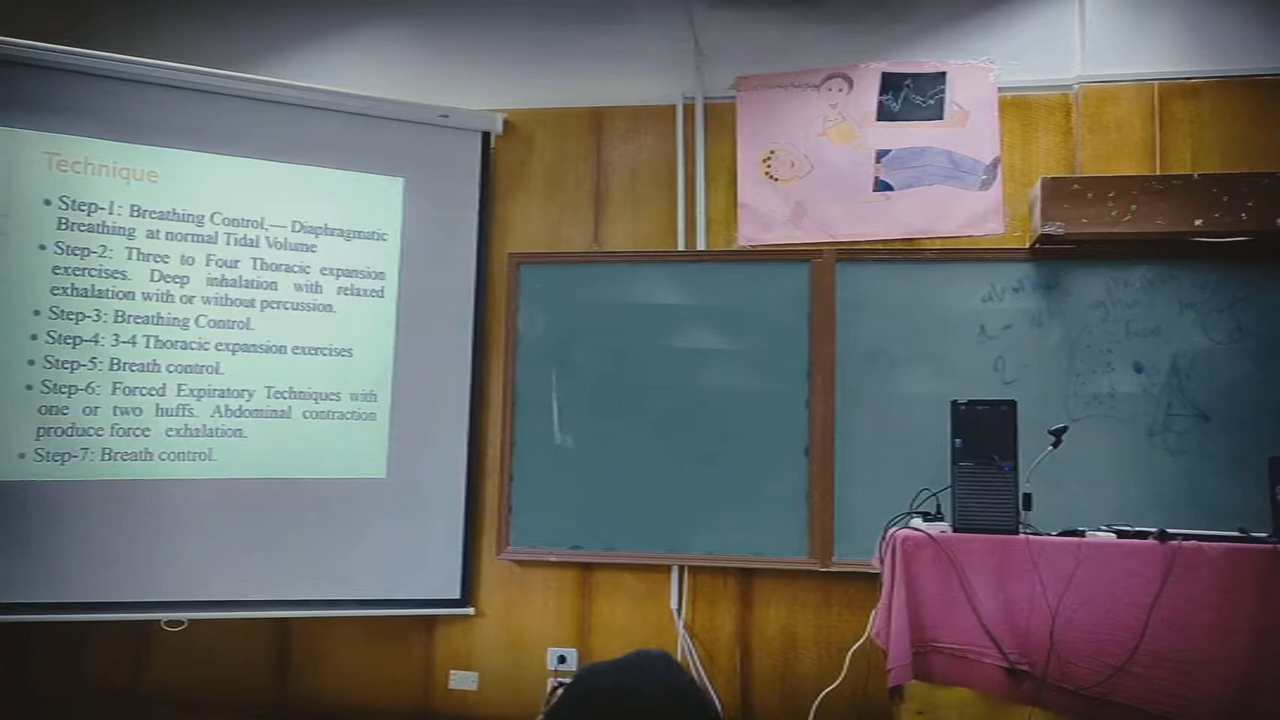 Technique
• Step-1: Breathing Control,— Diaphragmatic
Breathing at normal Tidal Volume
• Step-2: Three to Four Thoracic expansion
exercises. Deep inhalation with relaxed
exhalation with or without percussion.
• Step-3: Breathing Control.
• Step-4: 3-4 Thoracic expansion exercises
• Step-5: Breath control.
• Step-6: Forced Expiratory Techniques with
one or two huffs. Abdominal contraction
produce force exhalation.
• Step-7: Breath control.
2